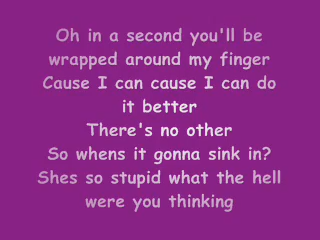 Oh in a second you'll be
wrapped around my finger
Cause I can cause I can do
it better
There's no other
So whens it gonna sink in?
Shes so stupid what the hell
were you thinking